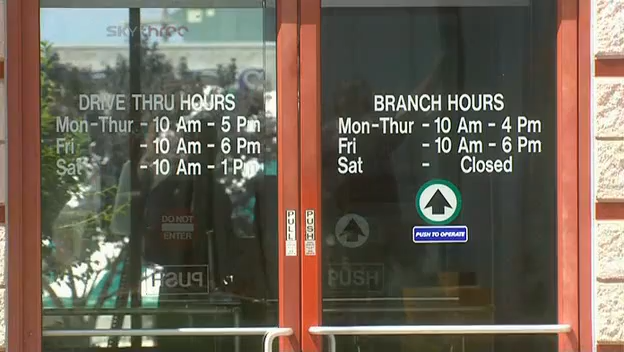 sky three
DRIVE THRU HOURS
Mon-Thur - 10 Am - 5 Pm
Fri - 10 Am - 6 Pm
Sat - 10 Am - 1 Pm
BRANCH HOURS
Mon-Thur - 10 Am - 4 Pm
Fri - 10 Am - 6 Pm
Sat - Closed
DO NOT
ENTER
PULL
PUSH
PUSH TO OPERATE
PUSH
PUSH